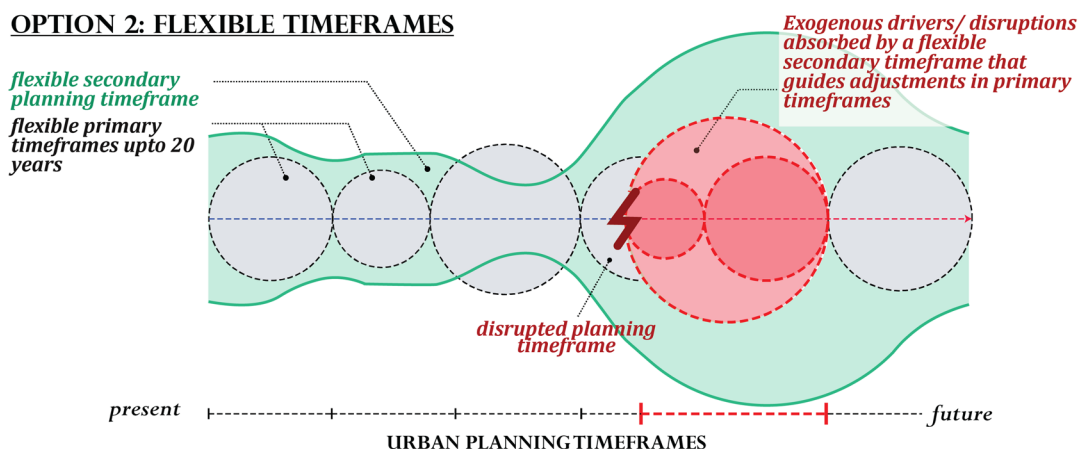 OPTION 2: FLEXIBLE TIMEFRAMES
flexible secondary
planning timeframe
flexible primary
timeframes upto 20
years
Exogenous drivers/ disruptions
absorbed by a flexible
secondary timeframe that
guides adjustments in primary
timeframes
disrupted planning
timeframe
present
future
URBAN PLANNING TIMEFRAMES